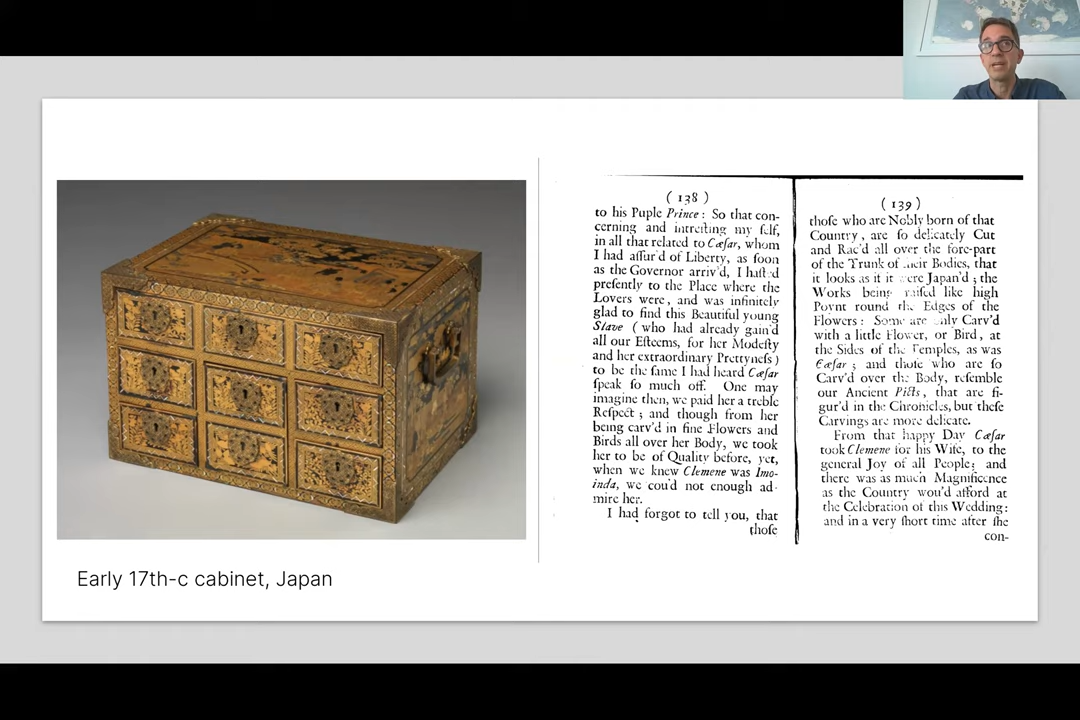 Early 17th-c cabinet, Japan
( 138 )
to his Puple Prince: So that con-
cerning and intreſting my ſelf,
in all that related to Cæſar, whom
I had aſſur'd of Liberty, as ſoon
as the Governor arriv'd, I haſted
preſently to the Place where the
Lovers were, and was infinitely
glad to find this Beautiful young
Slave ( who had already gain'd
all our Eſteems, for her Modeſty
and her extraordinary Prettyneſs )
to be the ſame I had heard Cæſar
ſpeak ſo much off. One may
imagine then, we paid her a treble
Reſpect ; and though from her
being carv'd in fine Flowers and
Birds all over her Body, we took
her to be of Quality before, yet,
when we knew Clemene was Imo-
inda, we cou'd not enough ad-
mire her.
I had forgot to tell you, that
thoſe
( 139 )
thoſe who are Nobly born of that
Country, are ſo delicately Cut
and Rac'd all over the fore-part
of the Trunk of their Bodies, that
it looks as if it were Japan'd ; the
Works being raiſed like high
Poynt round the Edges of the
Flowers : Some are only Carv'd
with a little Flower, or Bird, at
the Sides of the Temples, as was
Cæſar ; and thoſe who are ſo
Carv'd over the Body, reſemble
our Ancient Picts, that are fi-
gur'd in the Chronicles, but theſe
Carvings are more delicate.
From that happy Day Cæſar
took Clemene for his Wife, to the
general Joy of all People; and
there was as much Magnificence
as the Country wou'd afford at
the Celebration of this Wedding:
and in a very ſhort time after ſhe
con-